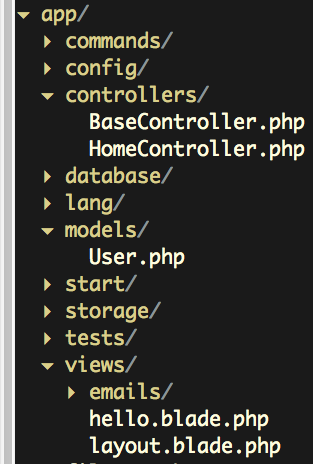 app/
commands/
config/
controllers/
BaseController.php
HomeController.php
database/
lang/
models/
User.php
start/
storage/
tests/
views/
emails/
hello.blade.php
layout.blade.php